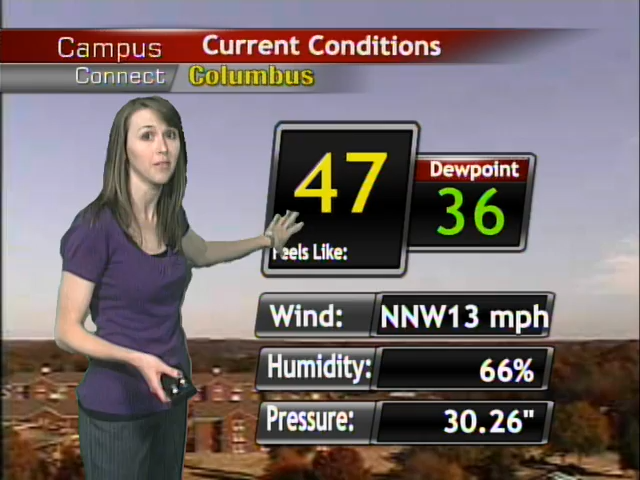 Campus Current Conditions
Connect Columbus
47
Dewpoint
36
Feels Like:
Wind: NNW13 mph
Humidity: 66%
Pressure: 30.26"